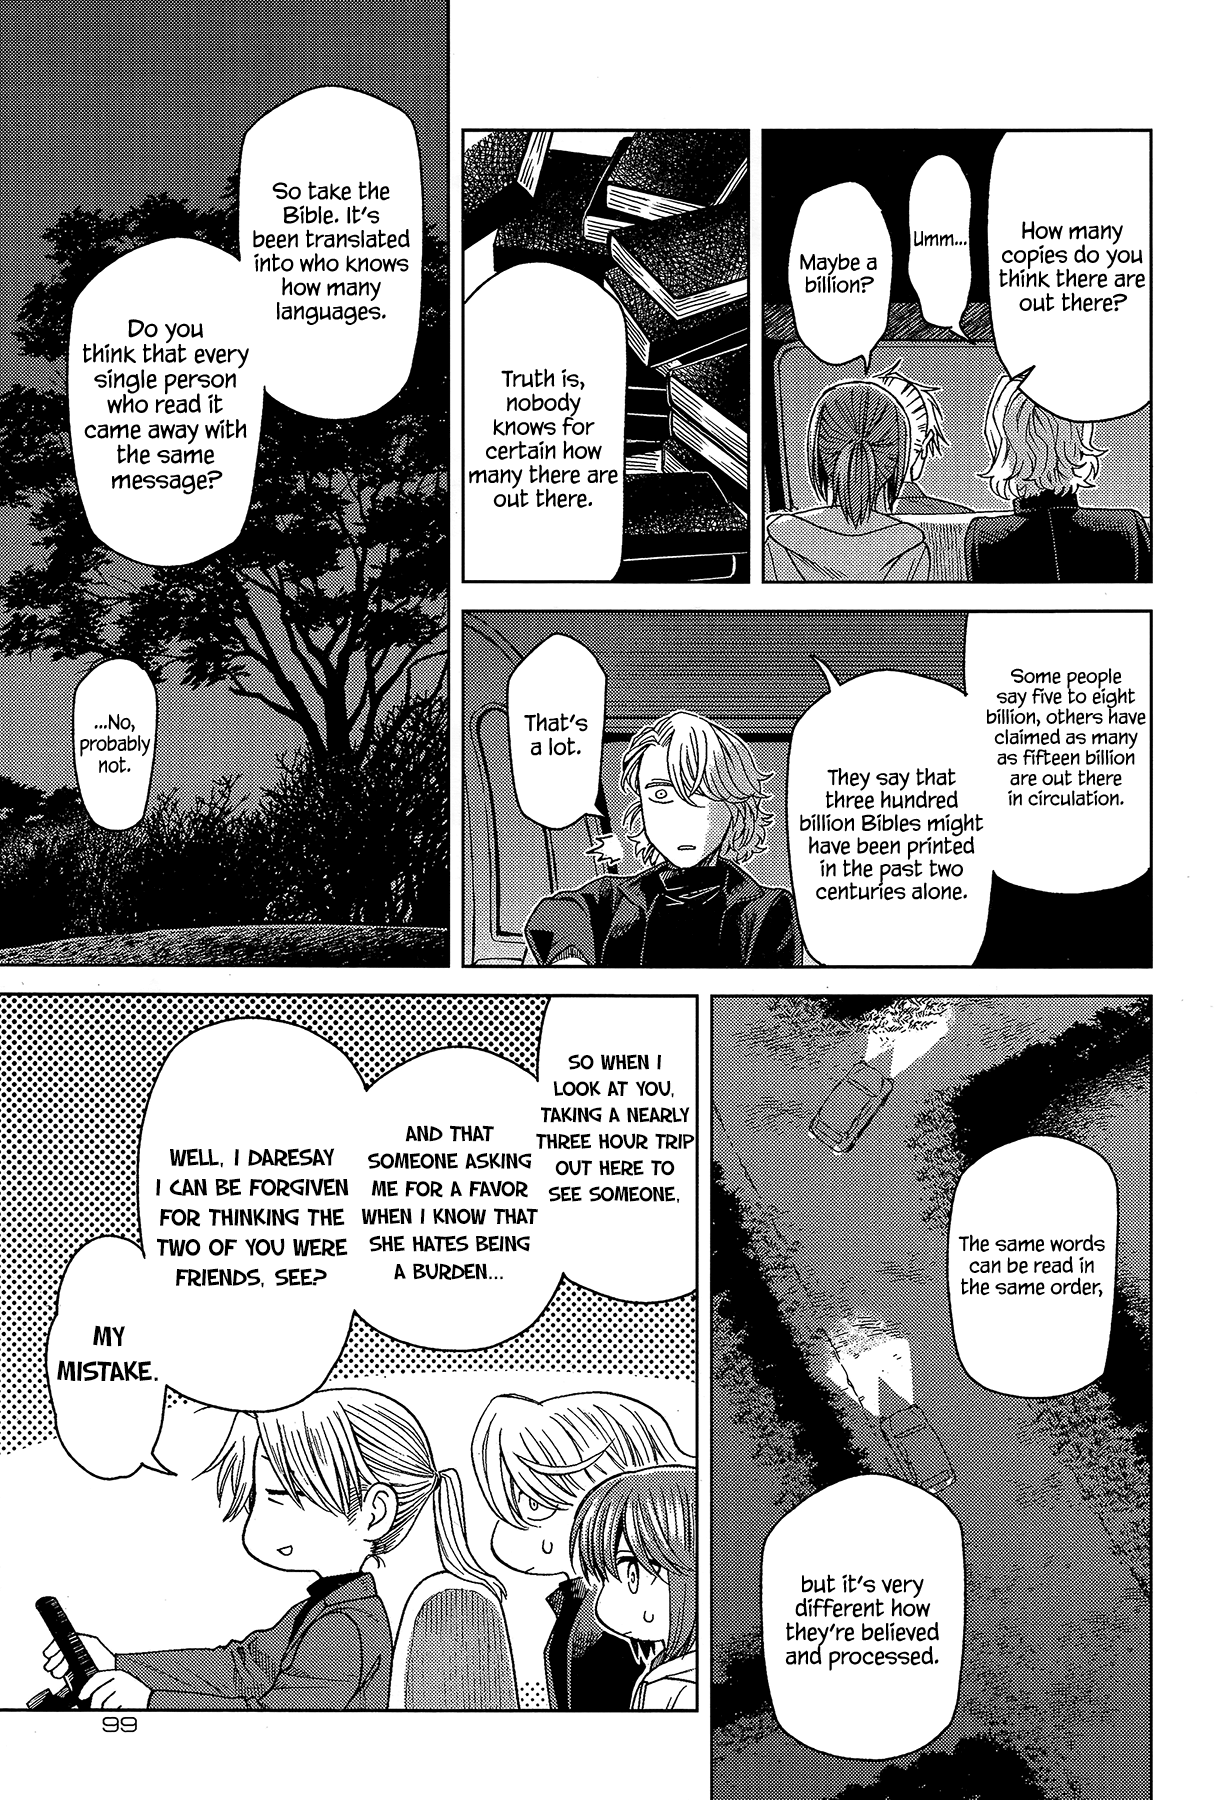 How many
copies do you
think there are
out there?
Umm...
Maybe a
billion?
Truth is,
nobody
knows for
certain how
many there are
out there.
Some people
say five to eight
billion, others have
claimed as many
as fifteen billion
are out there
in circulation.
They say that
three hundred
billion Bibles might
have been printed
in the past two
centuries alone.
That's
a lot.
So take the
Bible. It's
been translated
into who knows
how many
languages.
Do you
think that every
single person
who read it
came away with
the same
message?
...No,
probably
not.
The same words
can be read in
the same order,
but it's very
different how
they're believed
and processed.
SO WHEN I
LOOK AT YOU,
TAKING A NEARLY
THREE HOUR TRIP
OUT HERE TO
SEE SOMEONE,
AND THAT
SOMEONE ASKING
ME FOR A FAVOR
WHEN I KNOW THAT
SHE HATES BEING
A BURDEN...
WELL, I DARESAY
I CAN BE FORGIVEN
FOR THINKING THE
TWO OF YOU WERE
FRIENDS, SEE?
MY
MISTAKE.
99